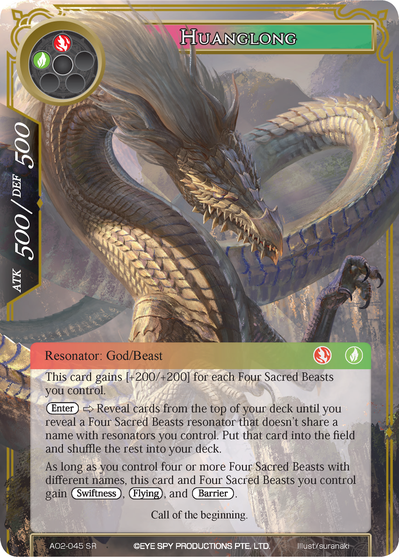 HUANGLONG
ATK 500/DEF 500
Resonator: God/Beast
This card gains [+200/+200] for each Four Sacred Beasts
you control.
Enter ⇨ Reveal cards from the top of your deck until you
reveal a Four Sacred Beasts resonator that doesn't share a
name with resonators you control. Put that card into the field
and shuffle the rest into your deck.
As long as you control four or more Four Sacred Beasts with
different names, this card and Four Sacred Beasts you control
gain Swiftness, Flying, and Barrier.
Call of the beginning.
A02-045 SR
©EYE SPY PRODUCTIONS PTE. LTD.
Illust/suranaki